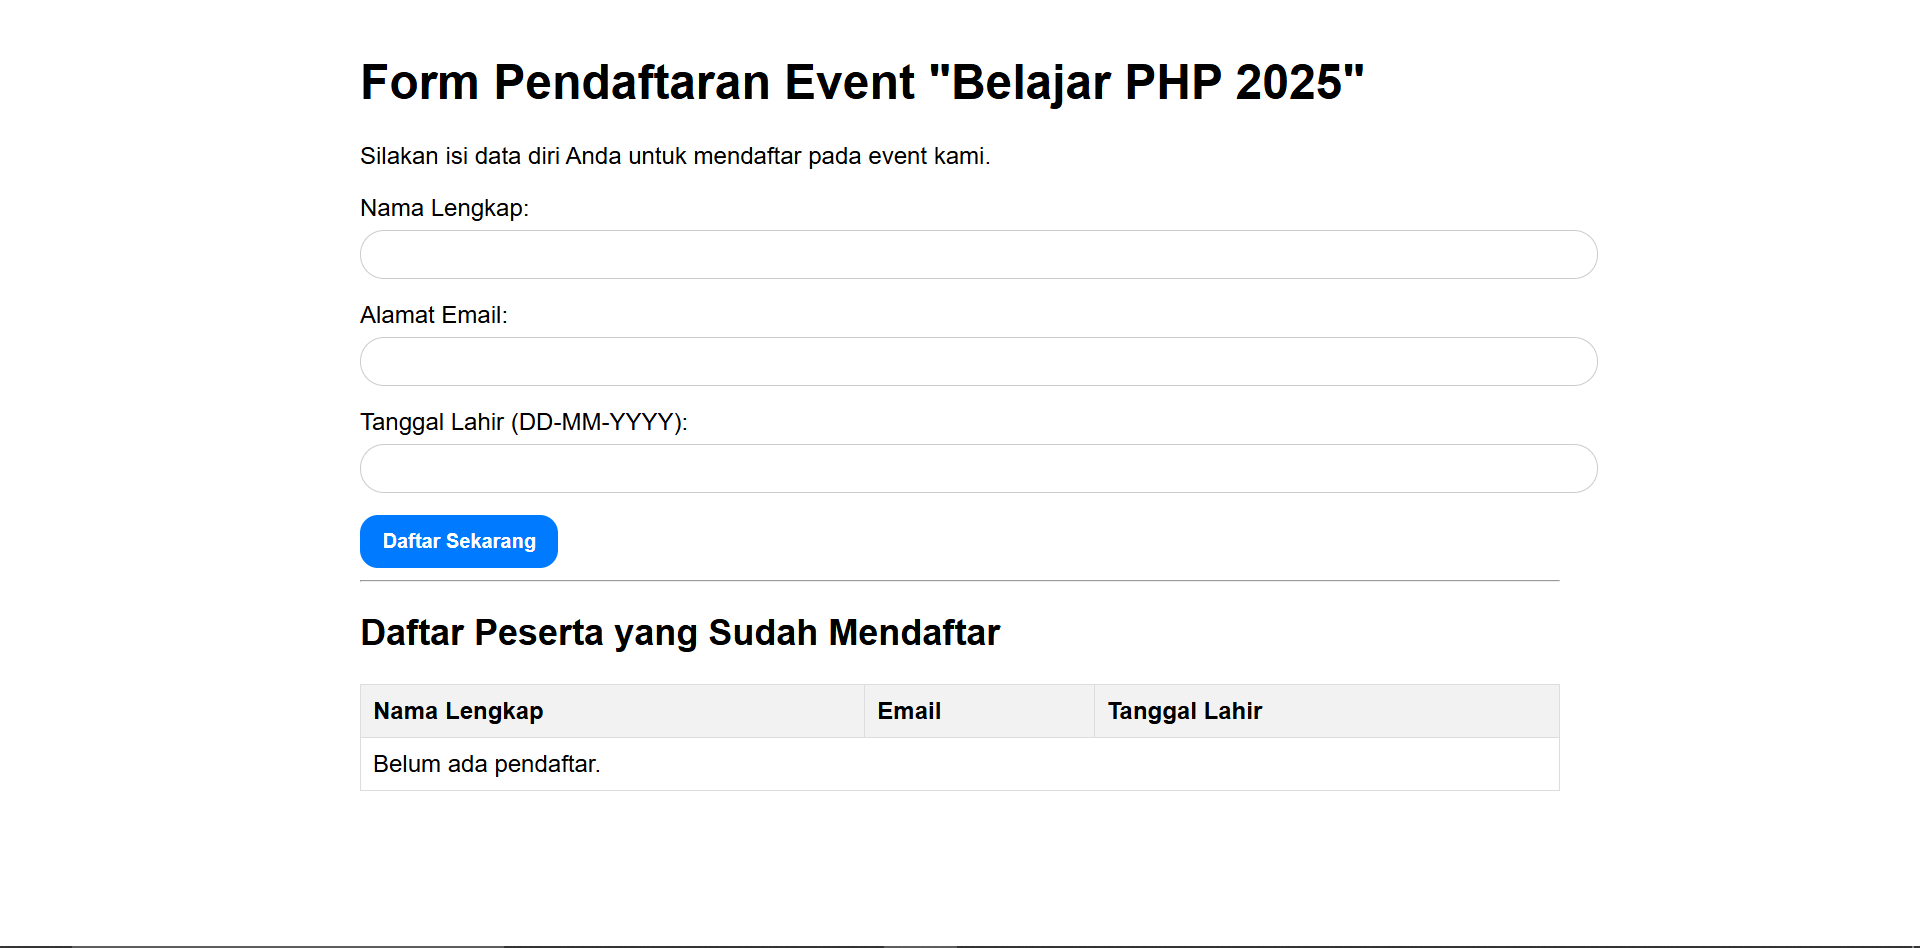 Form Pendaftaran Event "Belajar PHP 2025"
Silakan isi data diri Anda untuk mendaftar pada event kami.
Nama Lengkap:
Alamat Email:
Tanggal Lahir (DD-MM-YYYY):
Daftar Sekarang
Daftar Peserta yang Sudah Mendaftar
Nama Lengkap Email Tanggal Lahir
Belum ada pendaftar.